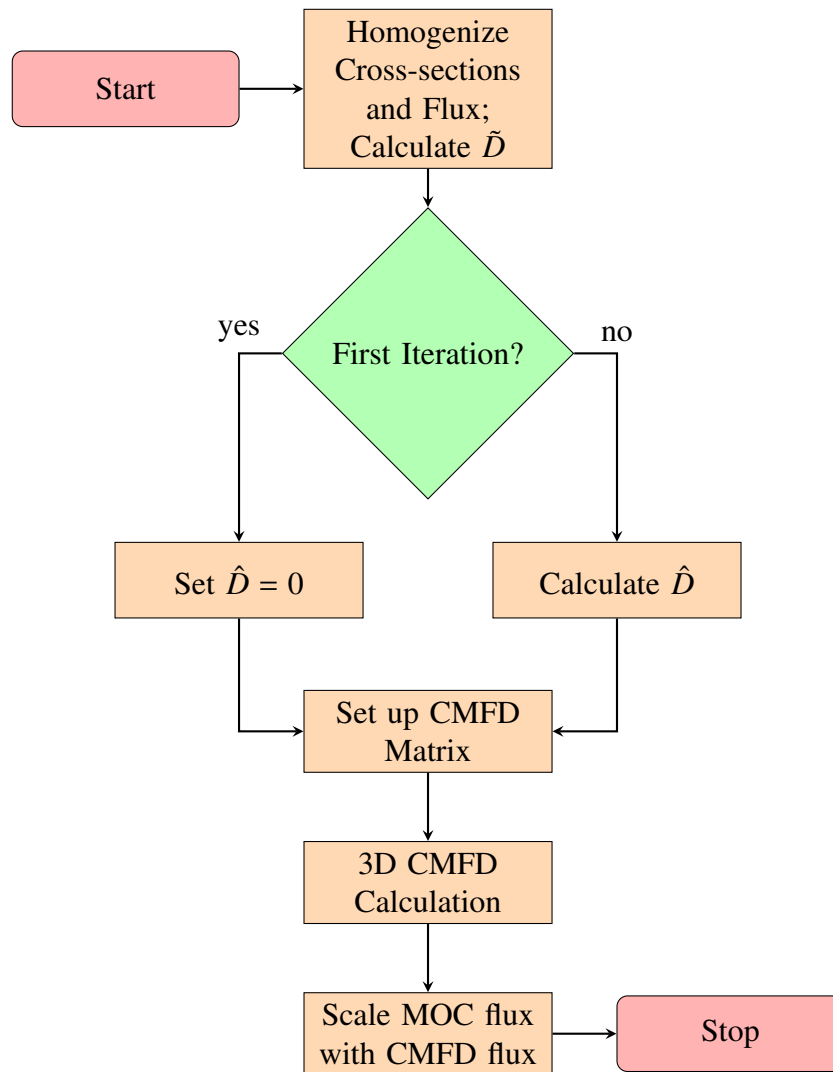 Start
Homogenize
Cross-sections
and Flux;
Calculate D̃
First Iteration?
yes
no
Set D̂ = 0
Calculate D̂
Set up CMFD
Matrix
3D CMFD
Calculation
Scale MOC flux
with CMFD flux
Stop